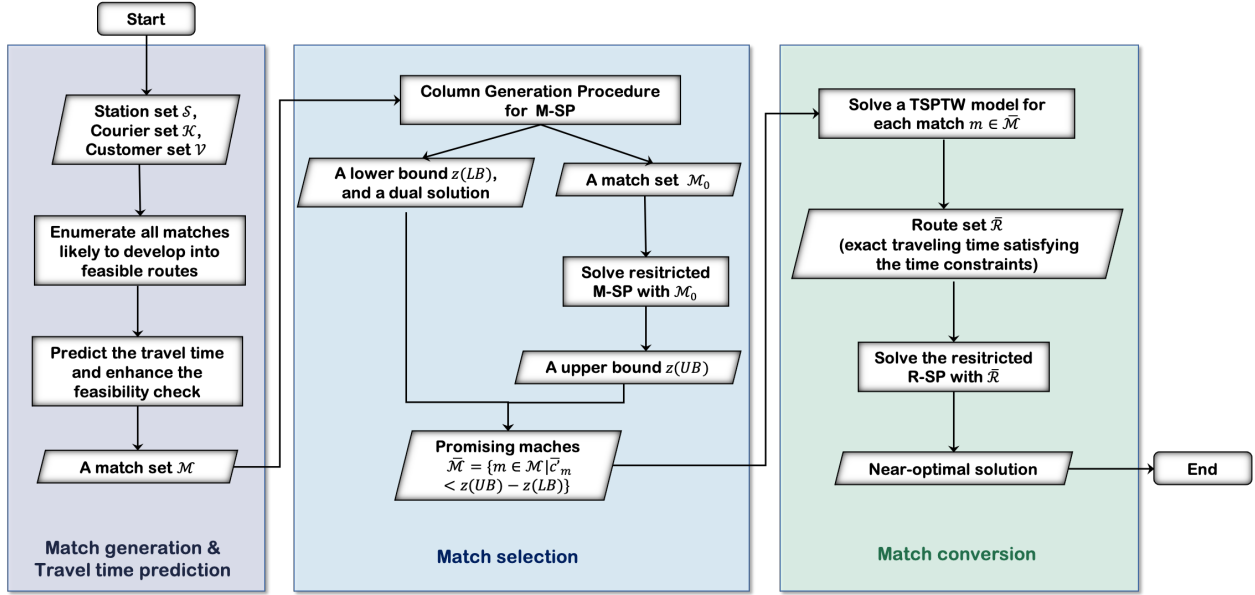 Start
Station set 𝒮,
Courier set 𝒦,
Customer set 𝒱
Enumerate all matches
likely to develop into
feasible routes
Predict the travel time
and enhance the
feasibility check
A match set ℳ
Match generation &
Travel time prediction
Column Generation Procedure
for M-SP
A lower bound z(LB),
and a dual solution
A match set ℳ₀
Solve resitricted
M-SP with ℳ₀
A upper bound z(UB)
Promising maches
ℳ̅ = {m ∈ ℳ|c̅'ₘ
< z(UB) − z(LB)}
Match selection
Solve a TSPTW model for
each match m ∈ ℳ̅
Route set ℛ̅
(exact traveling time satisfying
the time constraints)
Solve the resitricted
R-SP with ℛ̅
Near-optimal solution
Match conversion
End